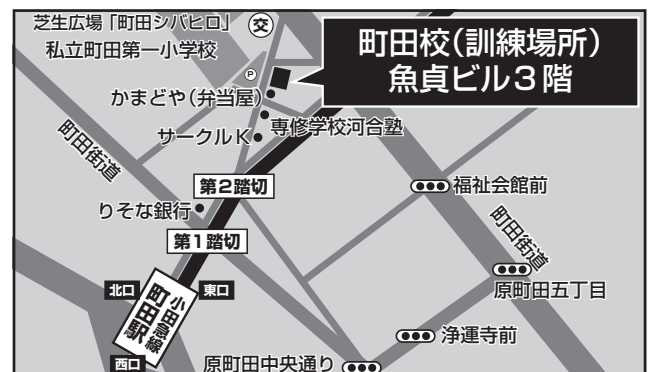 芝生広場「町田シバヒロ」
交
私立町田第一小学校
町田校（訓練場所）
魚貞ビル3階
P
かまどや（弁当屋）
専修学校河合塾
サークルK
町田街道
第2踏切
福祉会館前
りそな銀行
町田街道
第1踏切
北口
東口
原町田五丁目
小田急線
町田駅
浄運寺前
西口
原町田中央通り